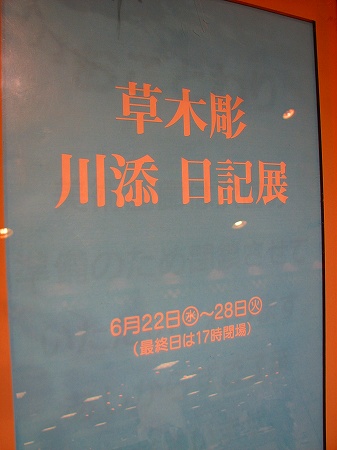 草木彫
川添 日記展
6月22日㊌〜28日㊋
(最終日は17時閉場)